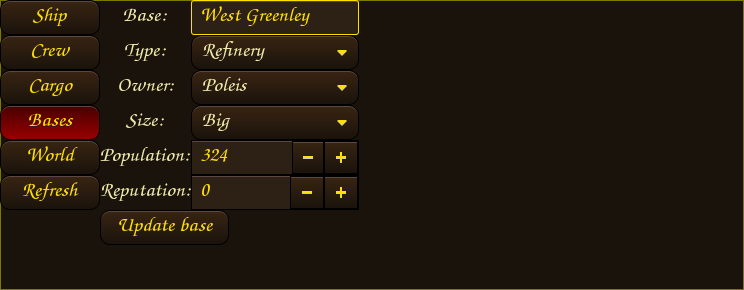 Ship Base: West Greenley
Crew Type: Refinery
Cargo Owner: Poleis
Bases Size: Big
World Population: 324 - +
Refresh Reputation: 0 - +
Update base